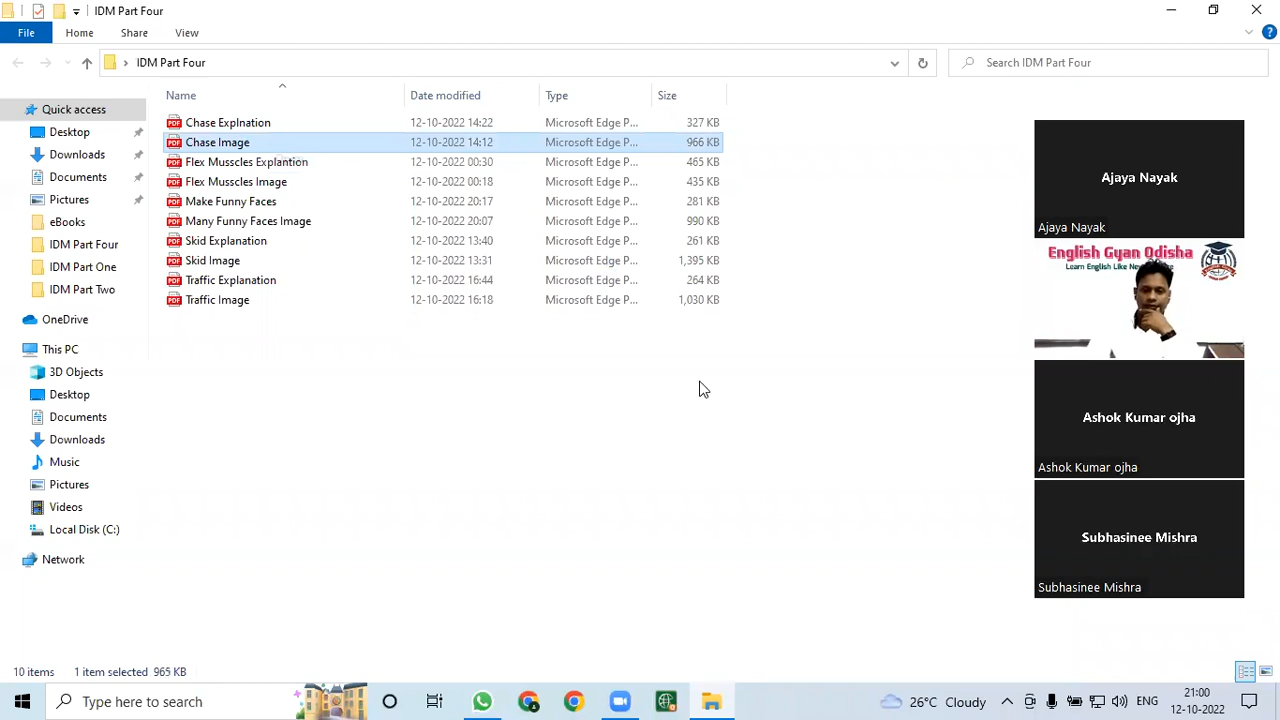 IDM Part Four
File Home Share View
IDM Part Four
Search IDM Part Four
Name Date modified Type Size
Quick access
Desktop
Downloads
Documents
Pictures
eBooks
IDM Part Four
IDM Part One
IDM Part Two
OneDrive
This PC
3D Objects
Desktop
Documents
Downloads
Music
Pictures
Videos
Local Disk (C:)
Network
Chase Explnation 12-10-2022 14:22 Microsoft Edge P... 327 KB
Chase Image 12-10-2022 14:12 Microsoft Edge P... 966 KB
Flex Musscles Explantion 12-10-2022 00:30 Microsoft Edge P... 465 KB
Flex Musscles Image 12-10-2022 00:18 Microsoft Edge P... 435 KB
Make Funny Faces 12-10-2022 20:17 Microsoft Edge P... 281 KB
Many Funny Faces Image 12-10-2022 20:07 Microsoft Edge P... 990 KB
Skid Explanation 12-10-2022 13:40 Microsoft Edge P... 261 KB
Skid Image 12-10-2022 13:31 Microsoft Edge P... 1,395 KB
Traffic Explanation 12-10-2022 16:44 Microsoft Edge P... 264 KB
Traffic Image 12-10-2022 16:18 Microsoft Edge P... 1,030 KB
Ajaya Nayak
Ajaya Nayak
English Gyan Odisha
Ashok Kumar ojha
Ashok Kumar ojha
Subhasinee Mishra
Subhasinee Mishra
10 items 1 item selected 965 KB
Type here to search
26°C Cloudy
ENG
21:00
12-10-2022